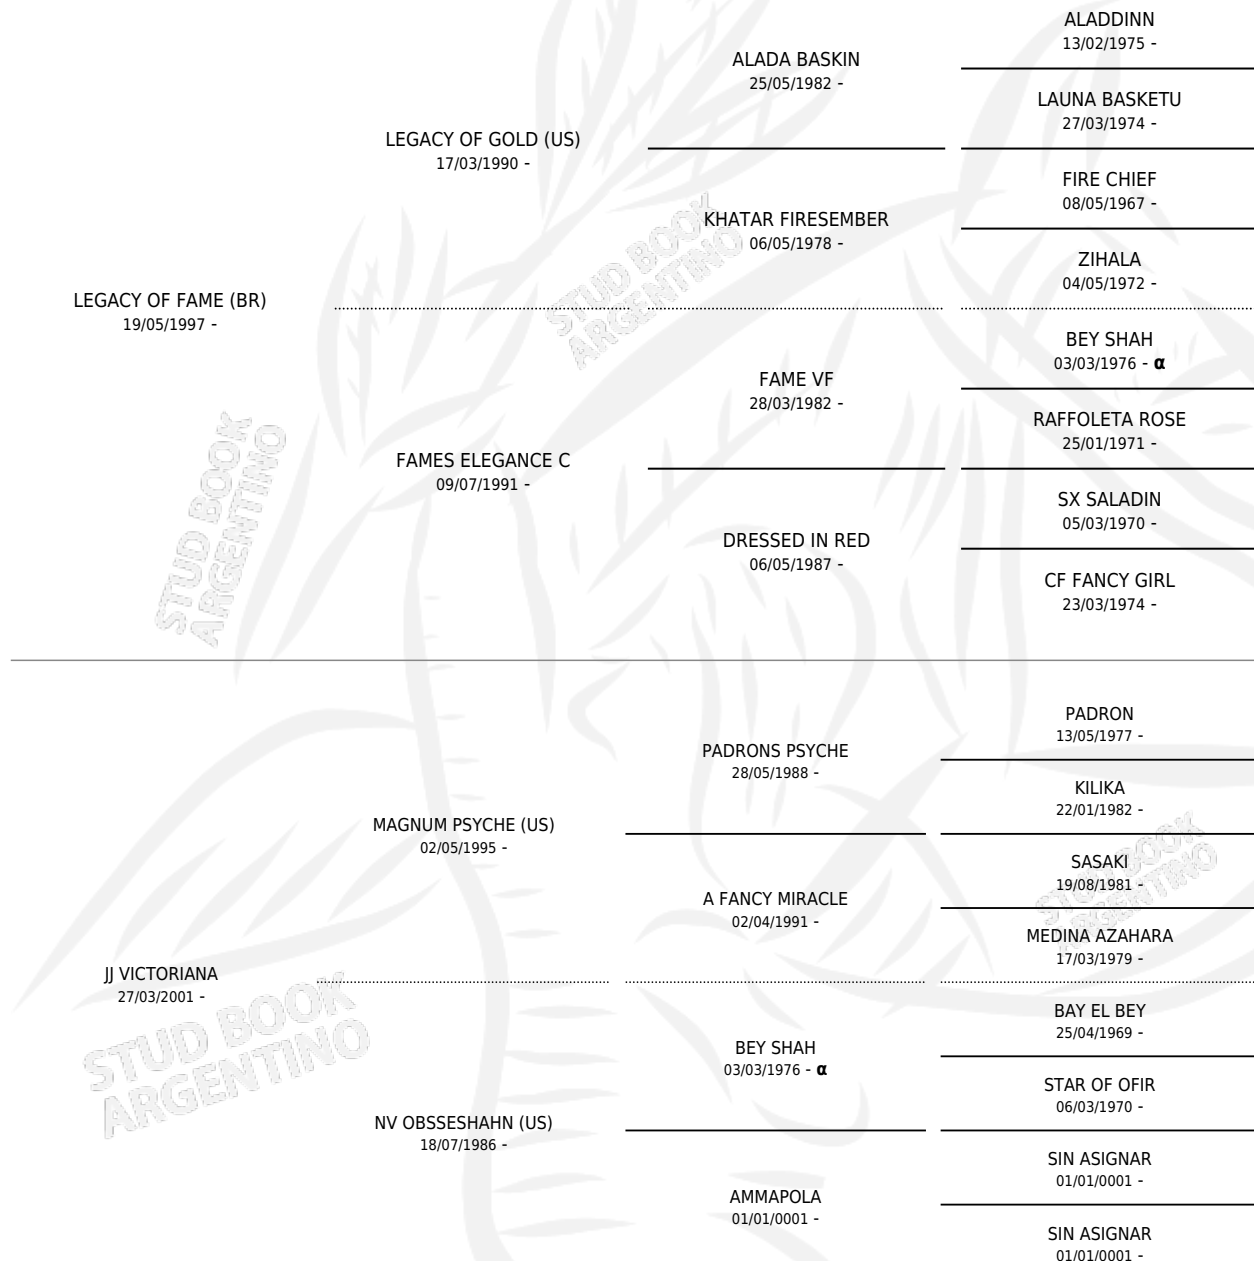 ALADDINN
13/02/1975 -
ALADA BASKIN
25/05/1982 -
LAUNA BASKETU
27/03/1974 -
LEGACY OF GOLD (US)
17/03/1990 -
FIRE CHIEF
08/05/1967 -
KHATAR FIRESEMBER
06/05/1978 -
ZIHALA
04/05/1972 -
LEGACY OF FAME (BR)
19/05/1997 -
BEY SHAH
03/03/1976 - α
FAME VF
28/03/1982 -
RAFFOLETA ROSE
25/01/1971 -
FAMES ELEGANCE C
09/07/1991 -
SX SALADIN
05/03/1970 -
DRESSED IN RED
06/05/1987 -
CF FANCY GIRL
23/03/1974 -
PADRON
13/05/1977 -
PADRONS PSYCHE
28/05/1988 -
KILIKA
22/01/1982 -
MAGNUM PSYCHE (US)
02/05/1995 -
SASAKI
19/08/1981 -
A FANCY MIRACLE
02/04/1991 -
MEDINA AZAHARA
17/03/1979 -
JJ VICTORIANA
27/03/2001 -
BAY EL BEY
25/04/1969 -
BEY SHAH
03/03/1976 - α
STAR OF OFIR
06/03/1970 -
NV OBSSESHAHN (US)
18/07/1986 -
SIN ASIGNAR
01/01/0001 -
AMMAPOLA
01/01/0001 -
SIN ASIGNAR
01/01/0001 -
STUD BOOK
ARGENTINO
STUD BOOK
ARGENTINO
STUD BOOK
ARGENTINO
STUD BOOK
ARGENTINO